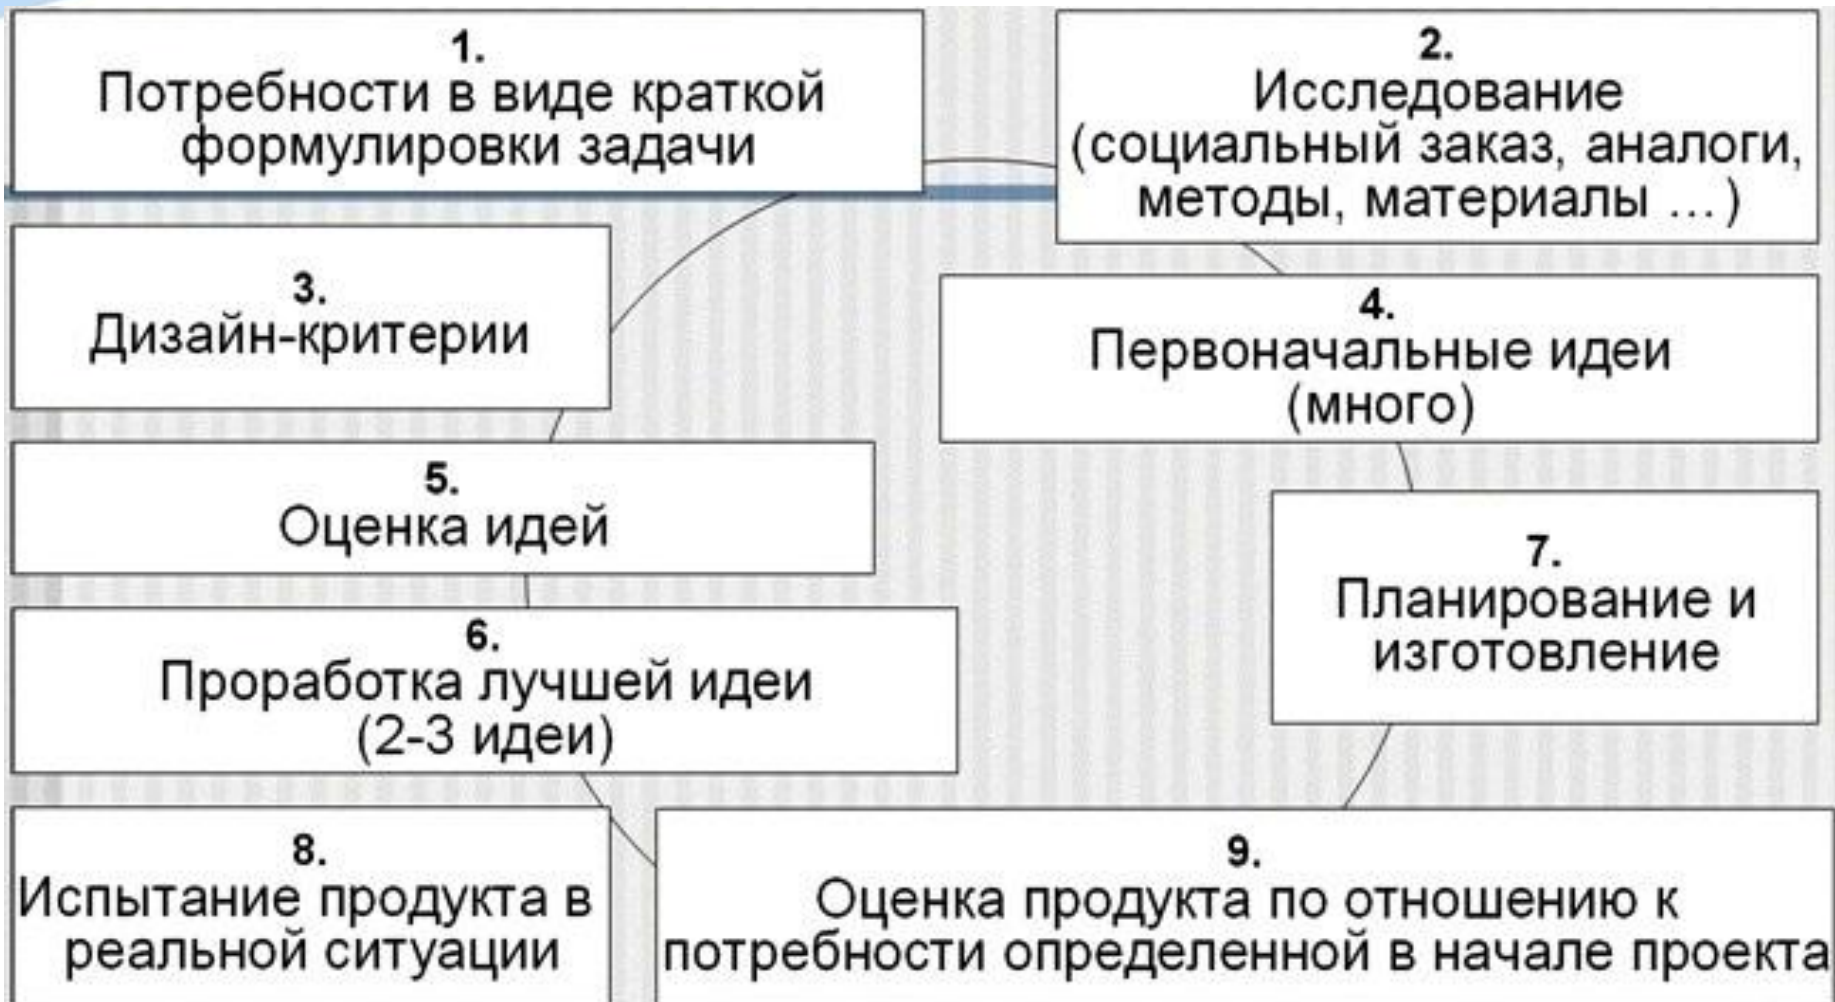 1.
Потребности в виде краткой
формулировки задачи
2.
Исследование
(социальный заказ, аналоги,
методы, материалы ...)
3.
Дизайн-критерии
4.
Первоначальные идеи
(много)
5.
Оценка идей
6.
Проработка лучшей идеи
(2-3 идеи)
7.
Планирование и
изготовление
8.
Испытание продукта в
реальной ситуации
9.
Оценка продукта по отношению к
потребности определенной в начале проекта